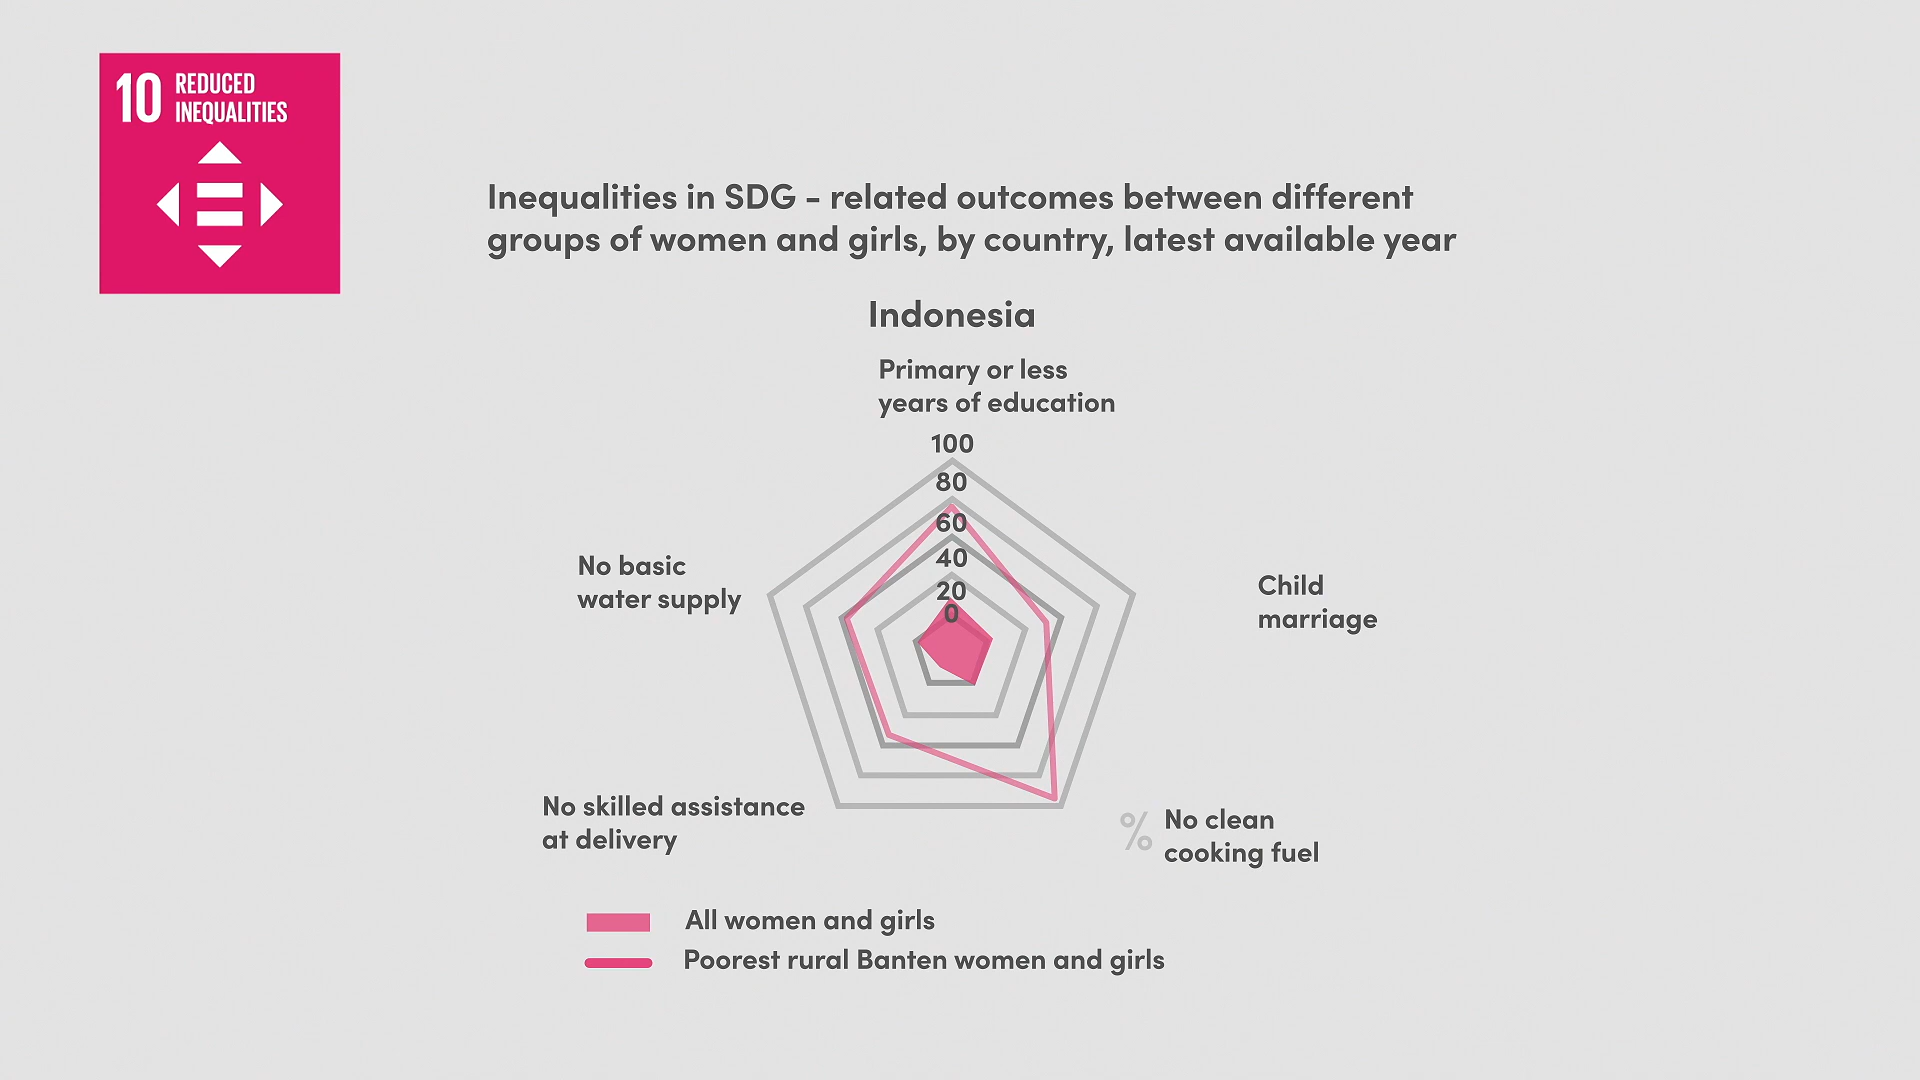 10 REDUCED
INEQUALITIES
Inequalities in SDG - related outcomes between different
groups of women and girls, by country, latest available year
Indonesia
Primary or less
years of education
100
80
60
40
20
0
No basic
water supply
Child
marriage
No skilled assistance
at delivery
% No clean
cooking fuel
All women and girls
Poorest rural Banten women and girls